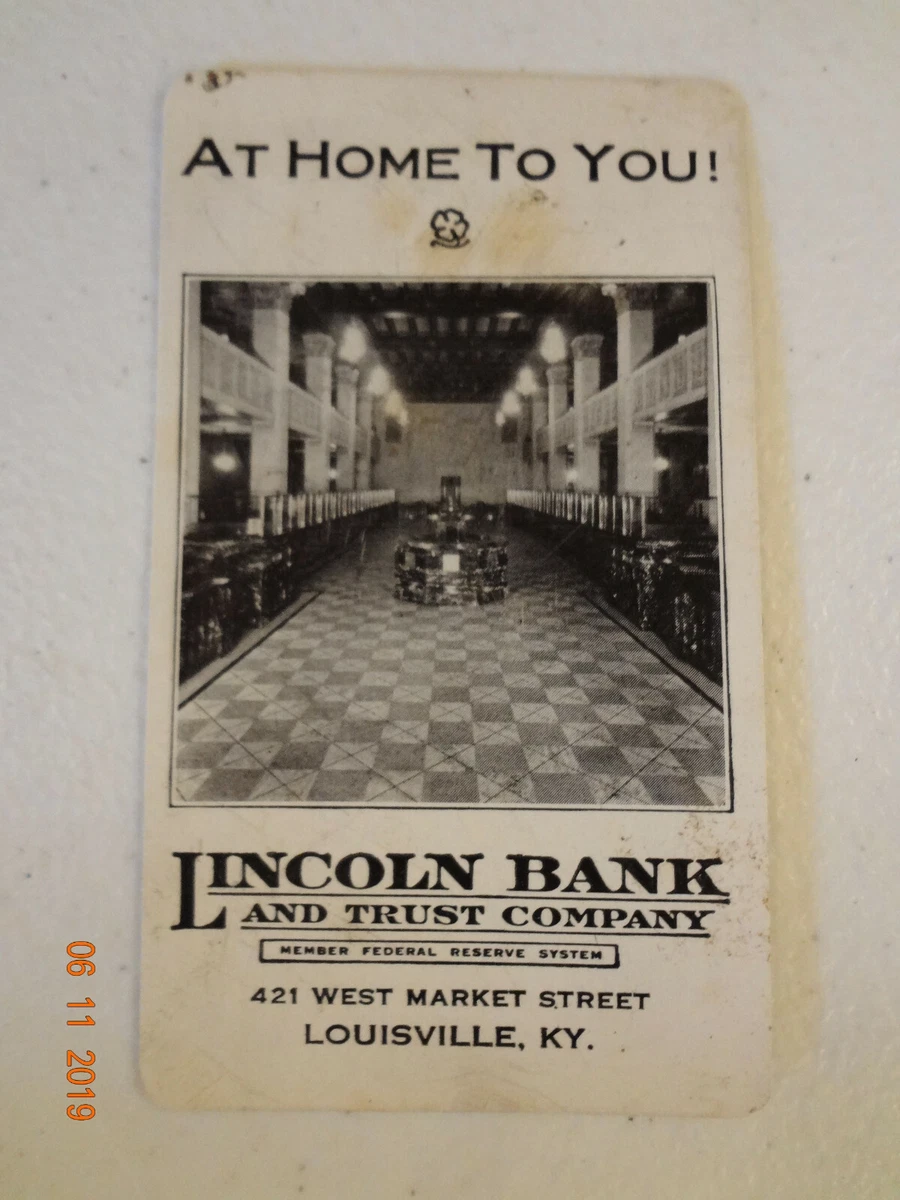 AT HOME TO YOU!
LINCOLN BANK
AND TRUST COMPANY
MEMBER FEDERAL RESERVE SYSTEM
421 WEST MARKET STREET
LOUISVILLE, KY.
06 11 2019